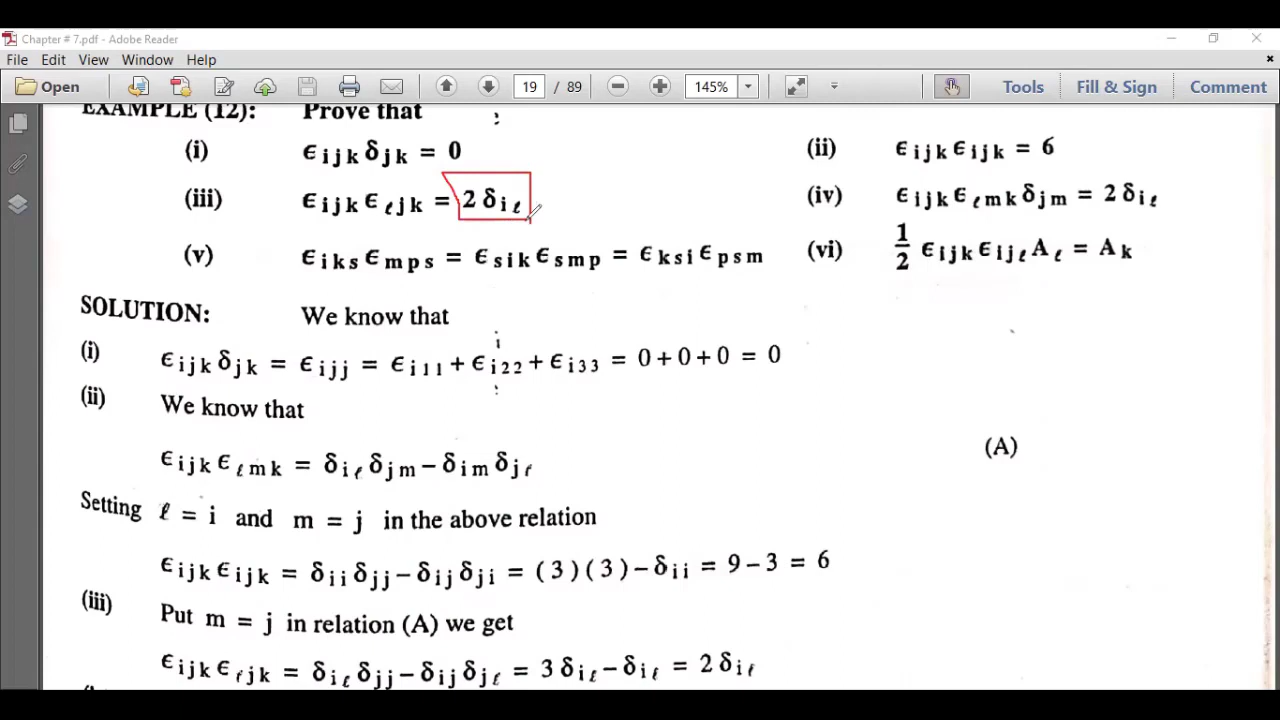 Chapter # 7.pdf - Adobe Reader
File Edit View Window Help
Open 19 / 89 145% Tools Fill & Sign Comment
EXAMPLE (12): Prove that
(i) ϵijk δjk = 0 (ii) ϵijk ϵijk = 6
(iii) ϵijk ϵℓjk = 2 δiℓ (iv) ϵijk ϵℓmk δjm = 2 δiℓ
(v) ϵiks ϵmps = ϵsik ϵsmp = ϵksi ϵpsm (vi) 1/2 ϵijk ϵijℓ Aℓ = Ak
SOLUTION: We know that
(i) ϵijk δjk = ϵijj = ϵi11 + ϵi22 + ϵi33 = 0 + 0 + 0 = 0
(ii) We know that
ϵijk ϵℓmk = δiℓ δjm − δim δjℓ (A)
Setting ℓ = i and m = j in the above relation
ϵijk ϵijk = δii δjj − δij δji = (3)(3) − δii = 9 − 3 = 6
(iii) Put m = j in relation (A) we get
ϵijk ϵℓjk = δiℓ δjj − δij δjℓ = 3 δiℓ − δiℓ = 2 δiℓ